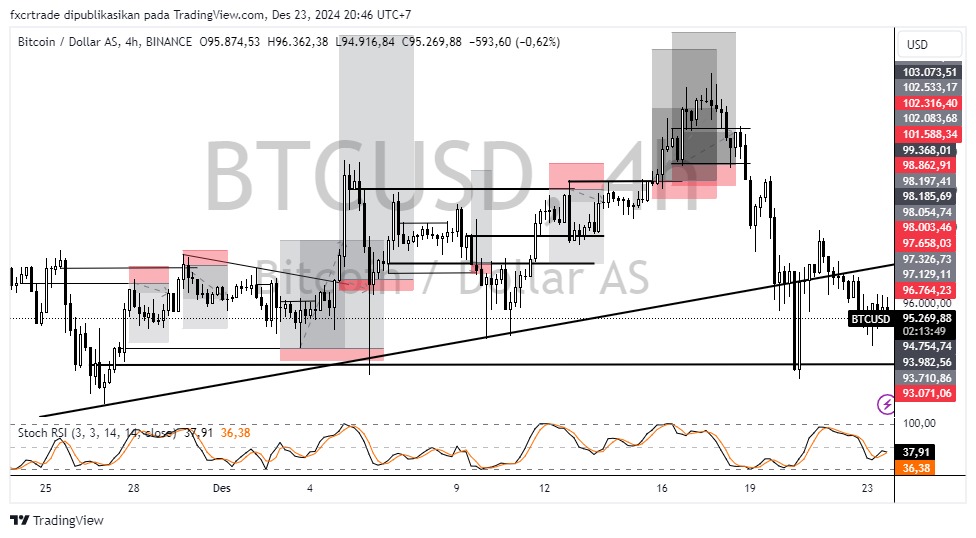 fxcrtrade dipublikasikan pada TradingView.com, Des 23, 2024 20:46 UTC+7
Bitcoin / Dollar AS, 4h, BINANCE O95.874,53 H96.362,38 L94.916,84 C95.269,88 −593,60 (−0,62%)
USD
BTCUSD, 4h
Bitcoin / Dollar AS
103.073,51
102.533,17
102.316,40
102.083,68
101.588,34
99.368,01
98.862,91
98.197,41
98.185,69
98.054,74
98.003,46
97.658,03
97.326,73
97.129,11
96.764,23
96.000,00
BTCUSD 95.269,88
02:13:49
94.754,74
93.982,56
93.710,86
93.071,06
Stoch RSI (3, 3, 14, 14, close) 37,91 36,38
100,00
37,91
36,38
25 Des 4 9 12 16 19 23
TradingView